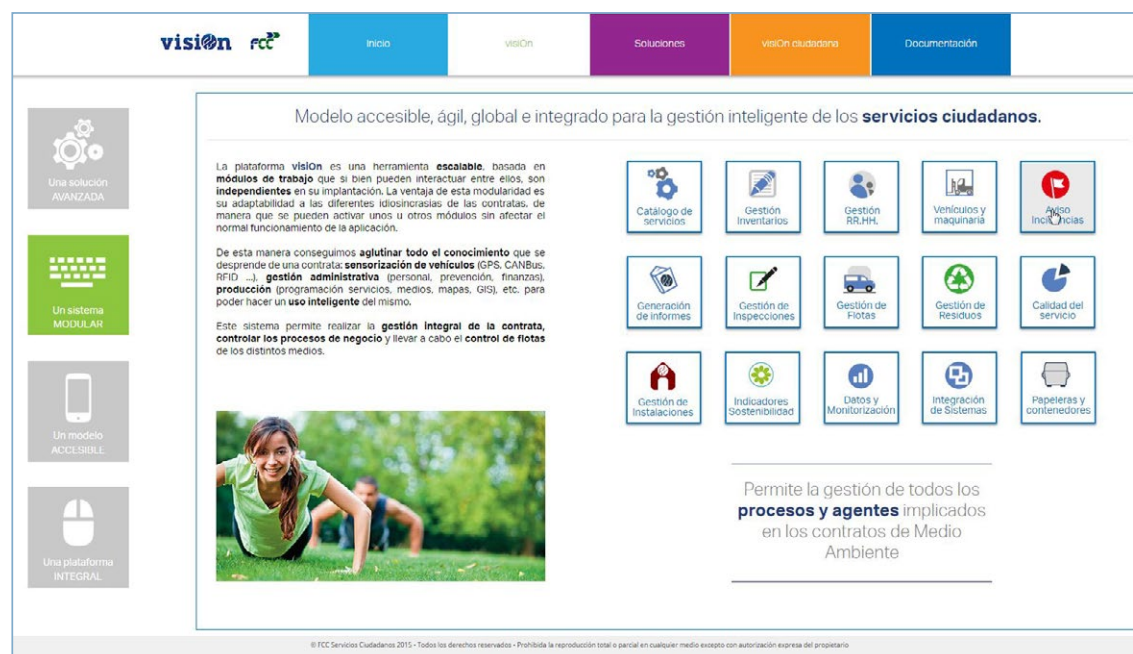 visiOn fcc
Inicio
visiOn
Soluciones
visiOn ciudadana
Documentación
Una solución
AVANZADA
Un sistema
MODULAR
Un modelo
ACCESIBLE
Una plataforma
INTEGRAL
Modelo accesible, ágil, global e integrado para la gestión inteligente de los servicios ciudadanos.
La plataforma visiOn es una herramienta escalable, basada en
módulos de trabajo que si bien pueden interactuar entre ellos, son
independientes en su implantación. La ventaja de esta modularidad es
su adaptabilidad a las diferentes idiosincrasias de las contratas, de
manera que se pueden activar unos u otros módulos sin afectar el
normal funcionamiento de la aplicación.
De esta manera conseguimos aglutinar todo el conocimiento que se
desprende de una contrata: sensorización de vehículos (GPS, CANBus,
RFID ...), gestión administrativa (personal, prevención, finanzas),
producción (programación servicios, medios, mapas, GIS), etc. para
poder hacer un uso inteligente del mismo.
Este sistema permite realizar la gestión integral de la contrata,
controlar los procesos de negocio y llevar a cabo el control de flotas
de los distintos medios.
Catálogo de
servicios
Gestión
Inventarios
Gestión
RR.HH.
Vehículos y
maquinaria
Aviso
Incidencias
Generación
de informes
Gestión de
Inspecciones
Gestión de
Flotas
Gestión de
Residuos
Calidad del
servicio
Gestión de
Instalaciones
Indicadores
Sostenibilidad
Datos y
Monitorización
Integración
de Sistemas
Papeleras y
contenedores
Permite la gestión de todos los
procesos y agentes implicados
en los contratos de Medio
Ambiente
© FCC Servicios Ciudadanos 2015 - Todos los derechos reservados - Prohibida la reproducción total o parcial en cualquier medio excepto con autorización expresa del propietario